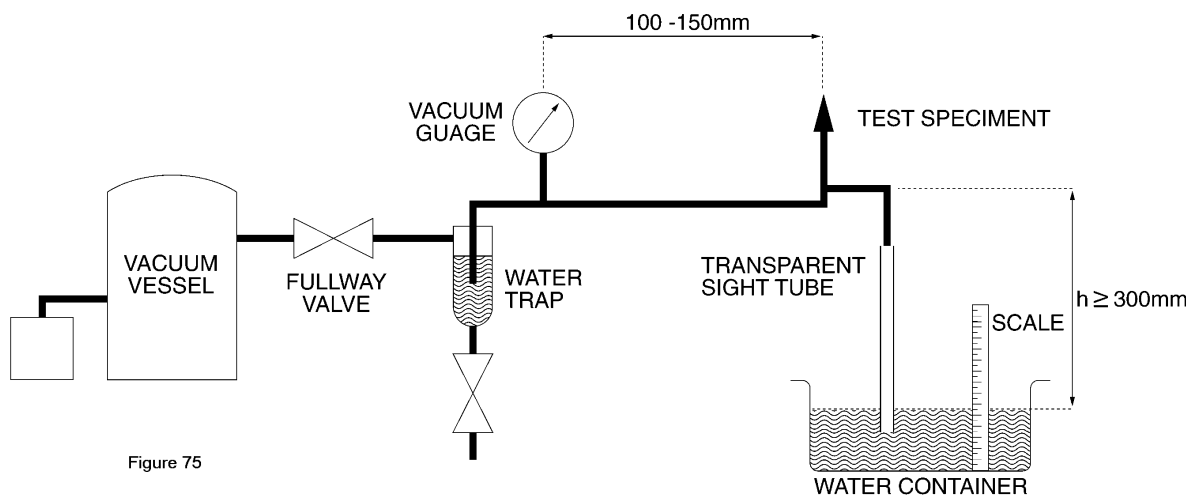 100 -150mm
VACUUM
GUAGE
TEST SPECIMENT
VACUUM
VESSEL
FULLWAY
VALVE
WATER
TRAP
TRANSPARENT
SIGHT TUBE
SCALE
h ≥ 300mm
Figure 75
WATER CONTAINER